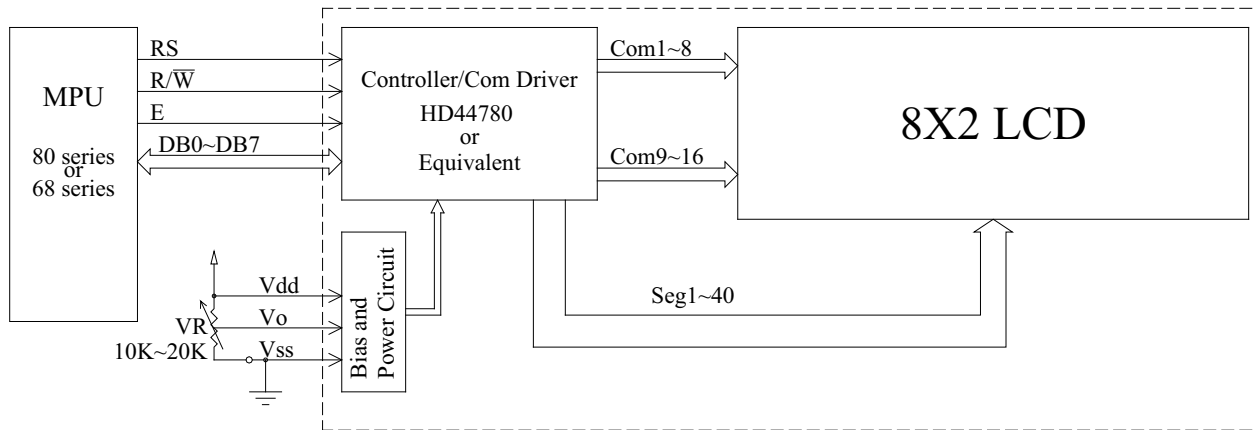 MPU
80 series
or
68 series
RS
R/W̅
E
DB0~DB7
Controller/Com Driver
HD44780
or
Equivalent
Com1~8
Com9~16
8X2 LCD
Seg1~40
Vdd
Vo
Vss
VR
10K~20K
Bias and
Power Circuit